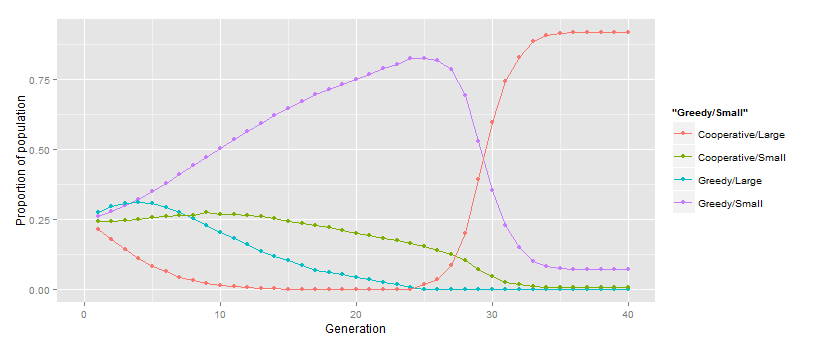 Proportion of population
0.75
0.50
0.25
0.00
0
10
20
30
40
Generation
"Greedy/Small"
Cooperative/Large
Cooperative/Small
Greedy/Large
Greedy/Small